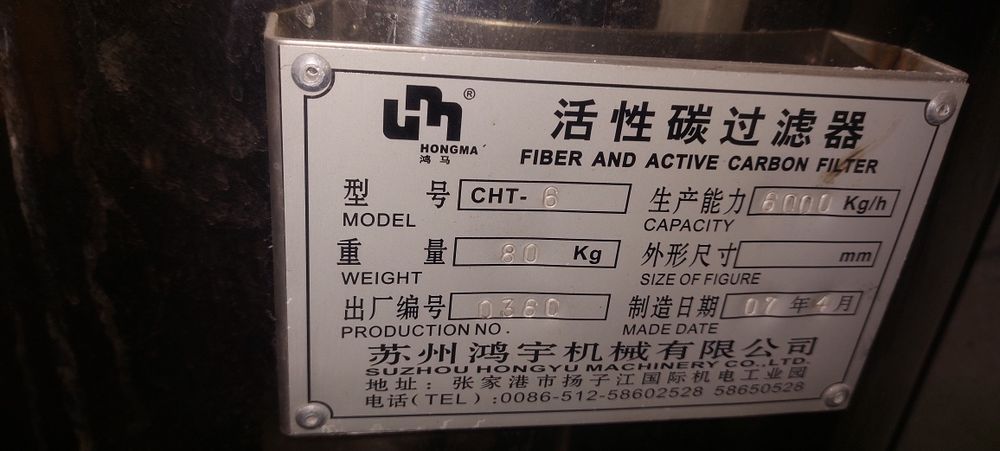 HONGMA ®
鸿马
活性碳过滤器
FIBER AND ACTIVE CARBON FILTER
型 号 CHT- 6 生产能力 6000 Kg/h
MODEL CAPACITY
重 量 80 Kg 外形尺寸 mm
WEIGHT SIZE OF FIGURE
出厂编号 0360 制造日期 07 年 4 月
PRODUCTION NO. MADE DATE
苏州鸿宇机械有限公司
SUZHOU HONGYU MACHINERY CO.,LTD.
地址：张家港市扬子江国际机电工业园
电话(TEL):0086-512-58602528 58650528